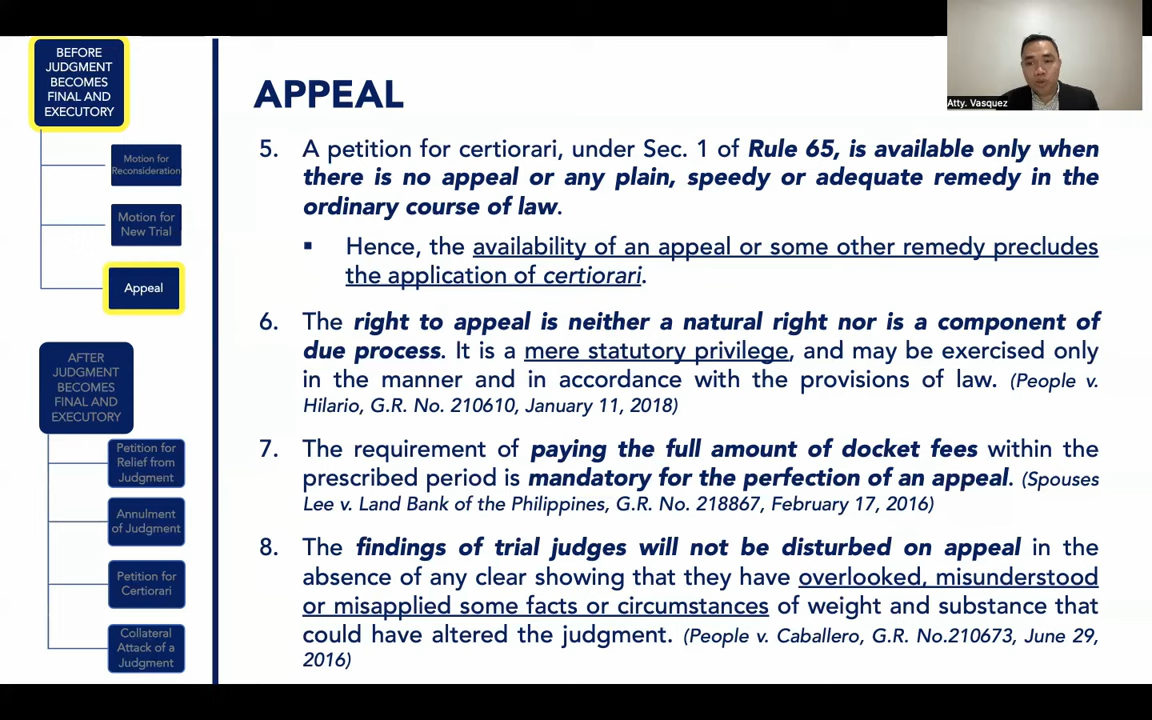 BEFORE
JUDGMENT
BECOMES
FINAL AND
EXECUTORY
Motion for
Reconsideration
Motion for
New Trial
Appeal
AFTER
JUDGMENT
BECOMES
FINAL AND
EXECUTORY
Petition for
Relief from
Judgment
Annulment
of Judgment
Petition for
Certiorari
Collateral
Attack of a
Judgment
APPEAL
5. A petition for certiorari, under Sec. 1 of Rule 65, is available only when
there is no appeal or any plain, speedy or adequate remedy in the
ordinary course of law.
▪ Hence, the availability of an appeal or some other remedy precludes
the application of certiorari.
6. The right to appeal is neither a natural right nor is a component of
due process. It is a mere statutory privilege, and may be exercised only
in the manner and in accordance with the provisions of law. (People v.
Hilario, G.R. No. 210610, January 11, 2018)
7. The requirement of paying the full amount of docket fees within the
prescribed period is mandatory for the perfection of an appeal. (Spouses
Lee v. Land Bank of the Philippines, G.R. No. 218867, February 17, 2016)
8. The findings of trial judges will not be disturbed on appeal in the
absence of any clear showing that they have overlooked, misunderstood
or misapplied some facts or circumstances of weight and substance that
could have altered the judgment. (People v. Caballero, G.R. No.210673, June 29,
2016)
Atty. Vasquez